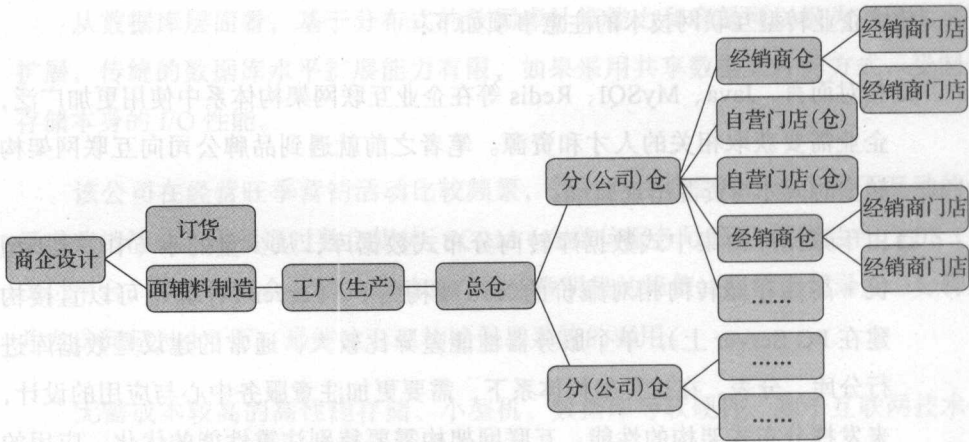 商企设计
订货
面辅料制造
工厂(生产)
总仓
分(公司)仓
分(公司)仓
经销商仓
自营门店(仓)
自营门店(仓)
经销商仓
……
……
……
经销商门店
经销商门店
经销商门店
经销商门店